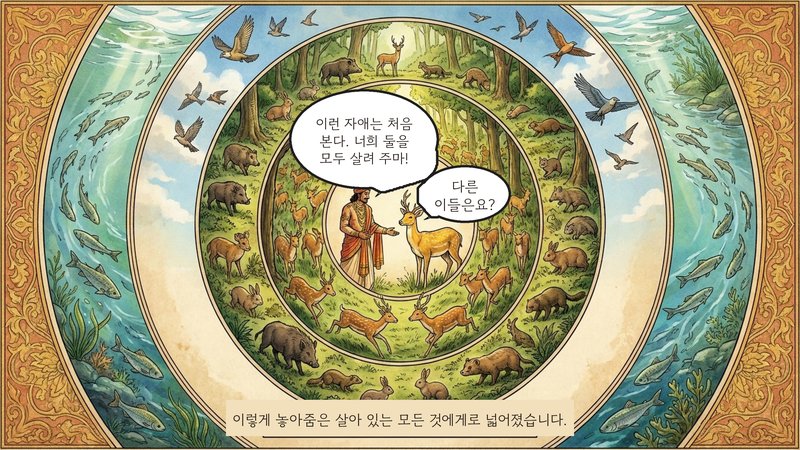 이런 자애는 처음
본다. 너희 둘을
모두 살려 주마!
다른
이들은요?
이렇게 놓아줌은 살아 있는 모든 것에게로 넓어졌습니다.